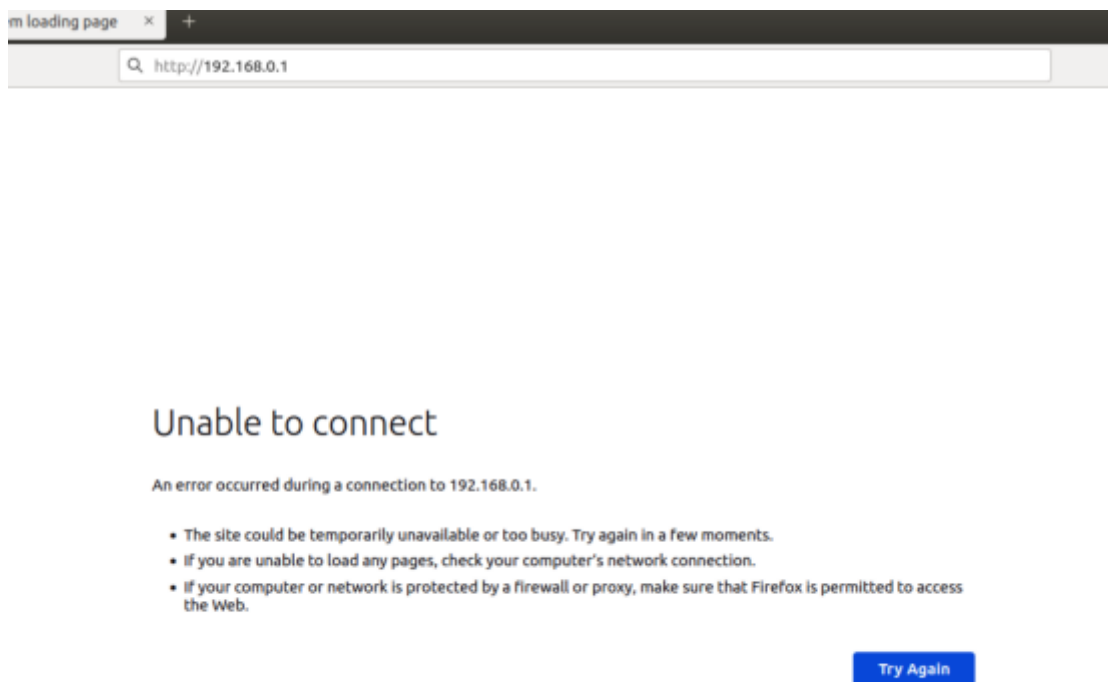 em loading page × +
http://192.168.0.1
Unable to connect
An error occurred during a connection to 192.168.0.1.
• The site could be temporarily unavailable or too busy. Try again in a few moments.
• If you are unable to load any pages, check your computer's network connection.
• If your computer or network is protected by a firewall or proxy, make sure that Firefox is permitted to access
the Web.
Try Again